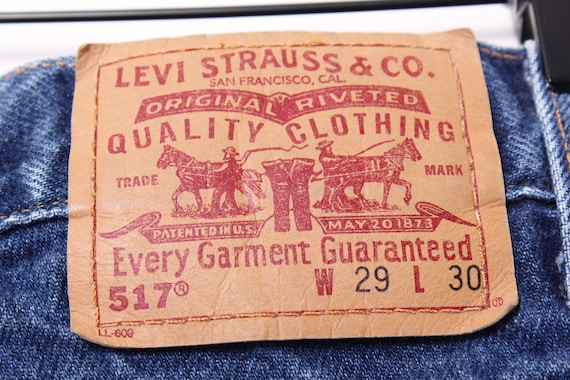 LEVI STRAUSS & CO.
SAN FRANCISCO, CAL.
ORIGINAL RIVETED
QUALITY CLOTHING
TRADE MARK
PATENTED IN U.S. MAY 20 1873
Every Garment Guaranteed
517® W 29 L 30
LL-609